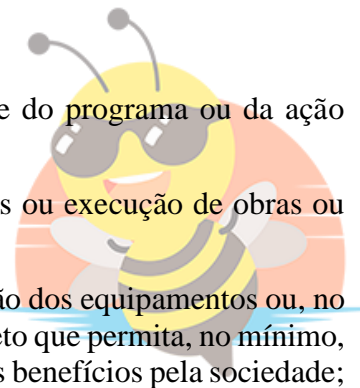 e do programa ou da ação
s ou execução de obras ou
ão dos equipamentos ou, no
eto que permita, no mínimo,
s benefícios pela sociedade;